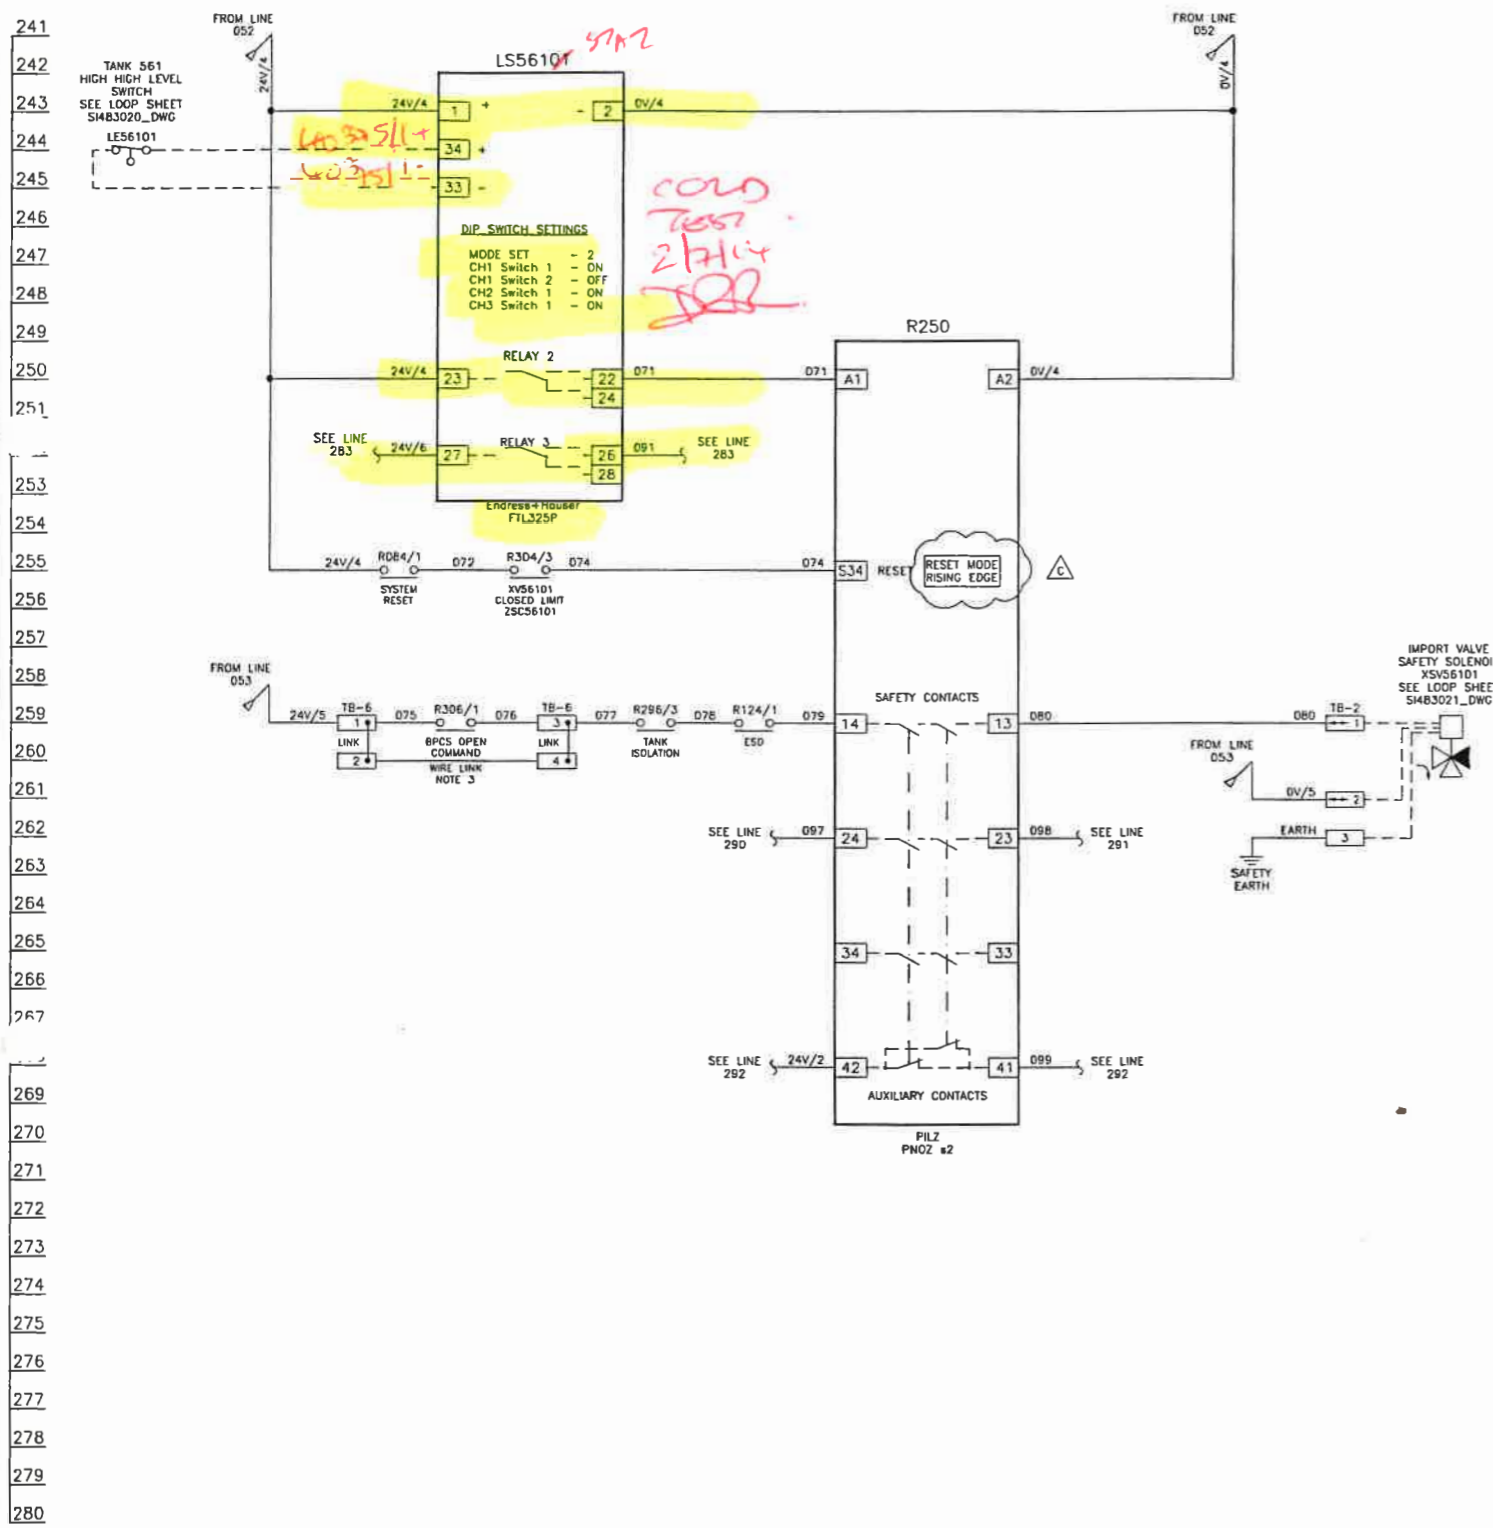 241
242
243
244
245
246
247
248
249
250
251
253
254
255
256
257
258
259
260
261
262
263
264
265
266
267
269
270
271
272
273
274
275
276
277
278
279
280
FROM LINE
052
24V/4
TANK 561
HIGH HIGH LEVEL
SWITCH
SEE LOOP SHEET
SI483020_DWG
LE56101
LS56101
24V/4
1
+
-
2
0V/4
34
+
33
-
FROM LINE
052
0V/4
DIP SWITCH SETTINGS
MODE SET - 2
CH1 Switch 1 - ON
CH1 Switch 2 - OFF
CH2 Switch 1 - ON
CH3 Switch 1 - ON
COLD
TEST
2/7/14
24V/4
23
RELAY 2
22
24
071
SEE LINE
283
24V/6
27
RELAY 3
26
28
091
SEE LINE
283
Endress+Hauser
FTL325P
R250
071
A1
A2
0V/4
24V/4
R084/1
SYSTEM
RESET
072
R304/3
XV56101
CLOSED LIMIT
ZSC56101
074
074
S34
RESET
RESET MODE
RISING EDGE
C
FROM LINE
053
24V/5
TB-6
1
LINK
2
075
R306/1
BPCS OPEN
COMMAND
WIRE LINK
NOTE 3
076
TB-6
3
LINK
4
077
R296/3
TANK
ISOLATION
078
R124/1
ESD
079
SAFETY CONTACTS
14
13
080
080
TB-2
1
IMPORT VALVE
SAFETY SOLENOI
XSV56101
SEE LOOP SHEE
SI483021_DWG
FROM LINE
053
0V/5
2
EARTH
3
SAFETY
EARTH
SEE LINE
290
097
24
23
098
SEE LINE
291
34
33
SEE LINE
292
24V/2
42
41
099
SEE LINE
292
AUXILIARY CONTACTS
PILZ
PNOZ s2